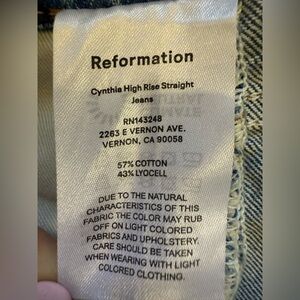 Reformation
Cynthia High Rise Straight
Jeans
RN143248
2263 E VERNON AVE.
VERNON, CA 90058
57% COTTON
43% LYOCELL
DUE TO THE NATURAL
CHARACTERISTICS OF THIS
FABRIC THE COLOR MAY RUB
OFF ON LIGHT COLORED
FABRICS AND UPHOLSTERY.
CARE SHOULD BE TAKEN
WHEN WEARING WITH LIGHT
COLORED CLOTHING.